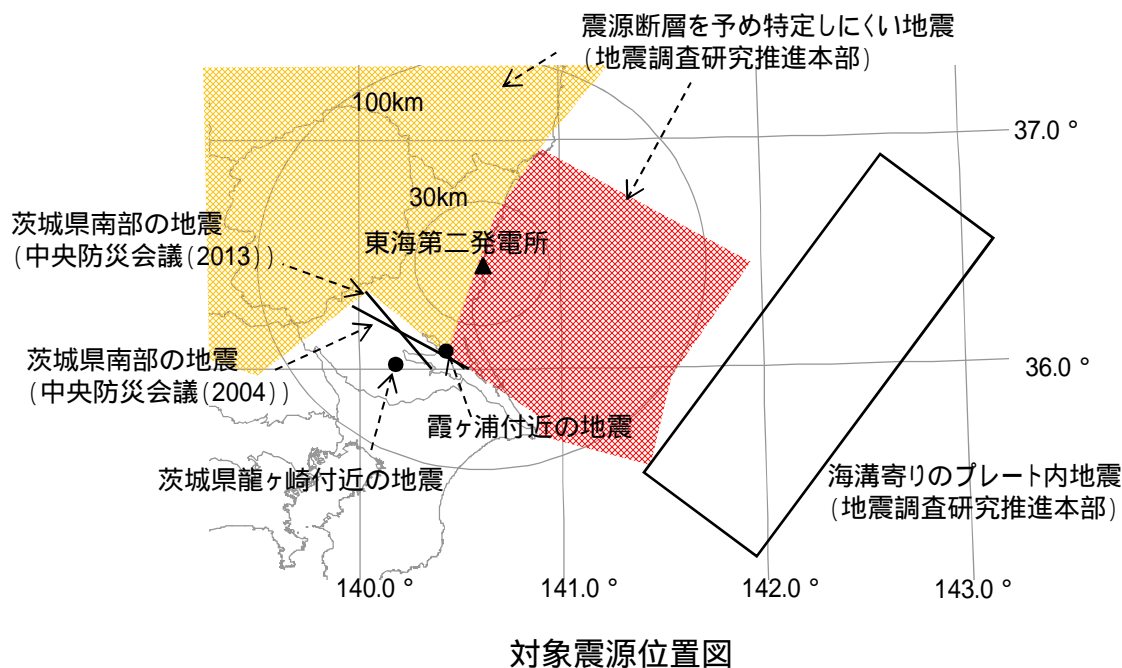 震源断層を予め特定しにくい地震
(地震調査研究推進本部)
100km
37.0 °
30km
茨城県南部の地震
(中央防災会議(2013))
東海第二発電所
茨城県南部の地震
(中央防災会議(2004))
36.0 °
霞ヶ浦付近の地震
茨城県龍ヶ崎付近の地震
海溝寄りのプレート内地震
(地震調査研究推進本部)
140.0 °
141.0 °
142.0 °
143.0 °
対象震源位置図